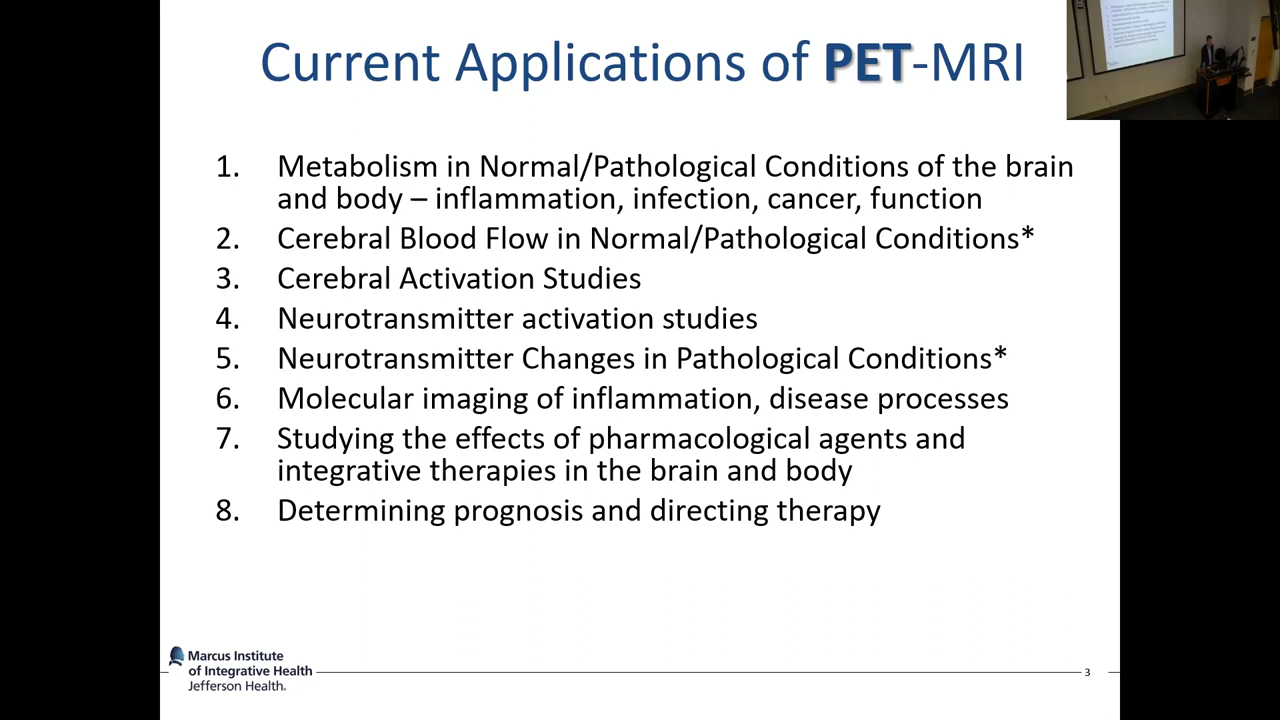 Current Applications of PET-MRI
1. Metabolism in Normal/Pathological Conditions of the brain
and body – inflammation, infection, cancer, function
2. Cerebral Blood Flow in Normal/Pathological Conditions*
3. Cerebral Activation Studies
4. Neurotransmitter activation studies
5. Neurotransmitter Changes in Pathological Conditions*
6. Molecular imaging of inflammation, disease processes
7. Studying the effects of pharmacological agents and
integrative therapies in the brain and body
8. Determining prognosis and directing therapy
Marcus Institute
of Integrative Health
Jefferson Health.
3